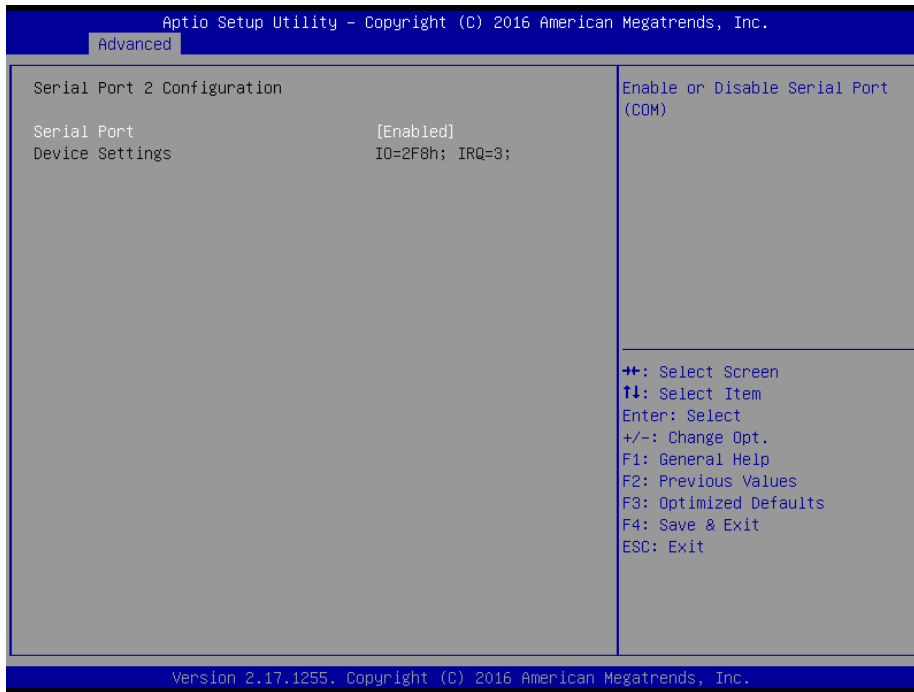 Aptio Setup Utility – Copyright (C) 2016 American Megatrends, Inc.
Advanced
Serial Port 2 Configuration
Serial Port [Enabled]
Device Settings IO=2F8h; IRQ=3;
Enable or Disable Serial Port
(COM)
→←: Select Screen
↑↓: Select Item
Enter: Select
+/-: Change Opt.
F1: General Help
F2: Previous Values
F3: Optimized Defaults
F4: Save & Exit
ESC: Exit
Version 2.17.1255. Copyright (C) 2016 American Megatrends, Inc.